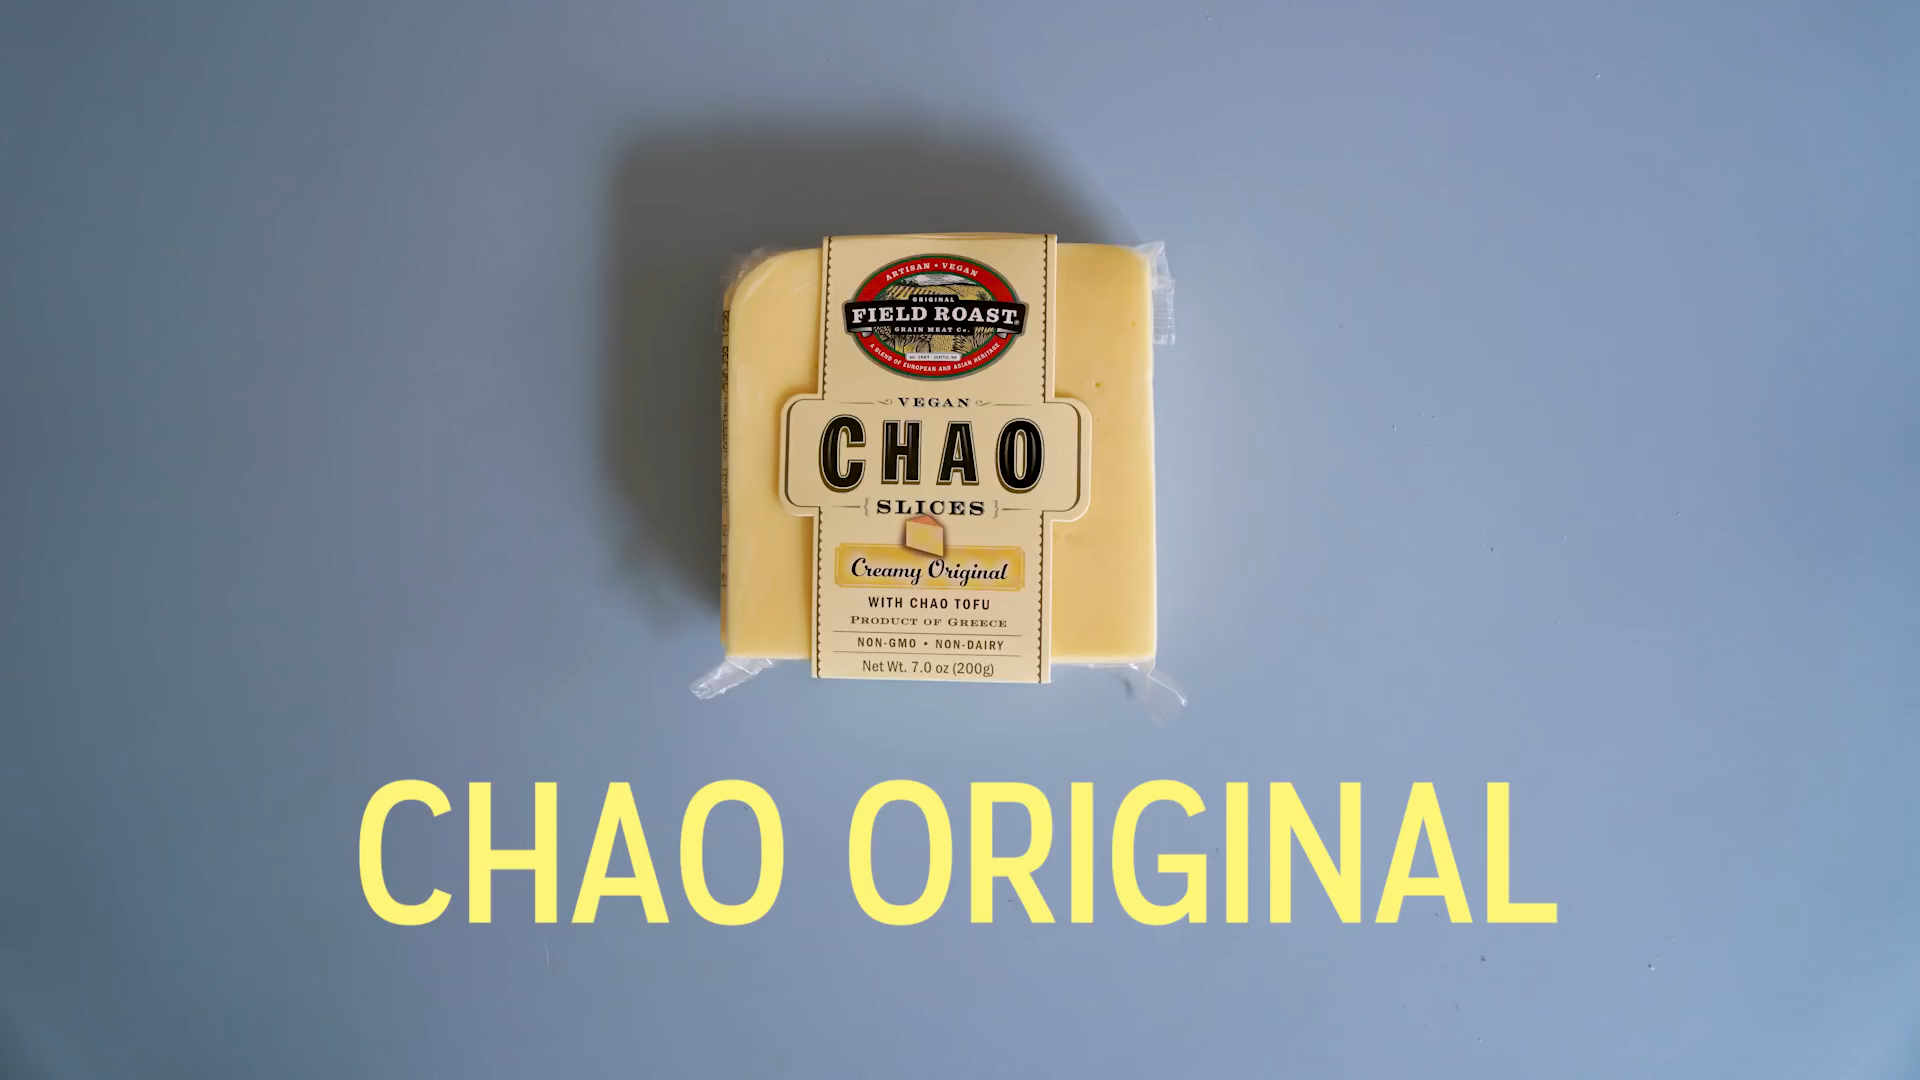 ARTISAN • VEGAN
ORIGINAL
FIELD ROAST®
GRAIN MEAT Co.
A BLEND OF EUROPEAN AND ASIAN HERITAGE
VEGAN
CHAO
SLICES
Creamy Original
WITH CHAO TOFU
PRODUCT OF GREECE
NON-GMO • NON-DAIRY
Net Wt. 7.0 oz (200g)
CHAO ORIGINAL